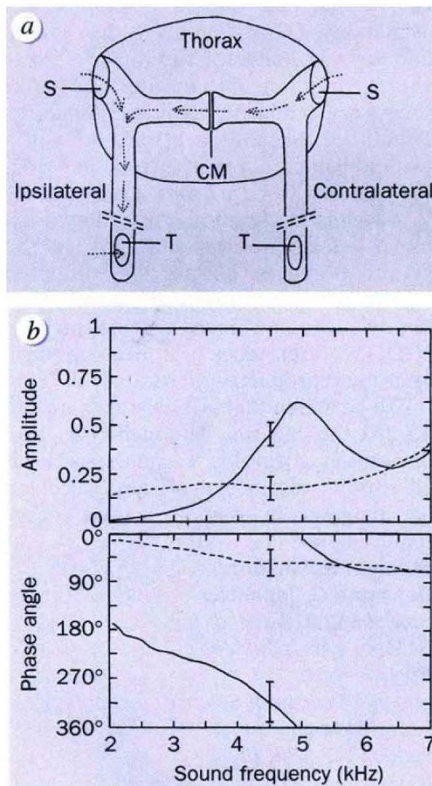 a
Thorax
S
S
CM
Ipsilateral
Contralateral
T
T
b
1
0.75
0.5
0.25
0
Amplitude
0°
90°
180°
270°
360°
Phase angle
2 3 4 5 6 7
Sound frequency (kHz)